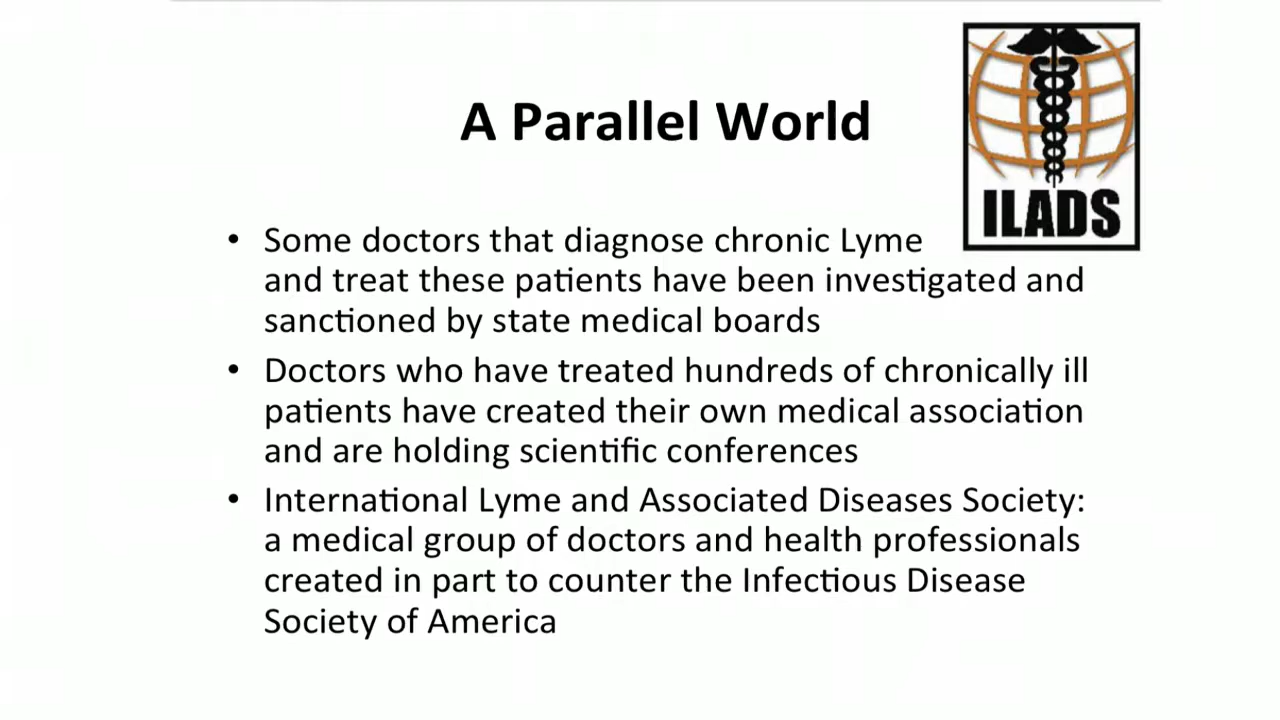 A Parallel World
ILADS
• Some doctors that diagnose chronic Lyme
and treat these patients have been investigated and
sanctioned by state medical boards
• Doctors who have treated hundreds of chronically ill
patients have created their own medical association
and are holding scientific conferences
• International Lyme and Associated Diseases Society:
a medical group of doctors and health professionals
created in part to counter the Infectious Disease
Society of America